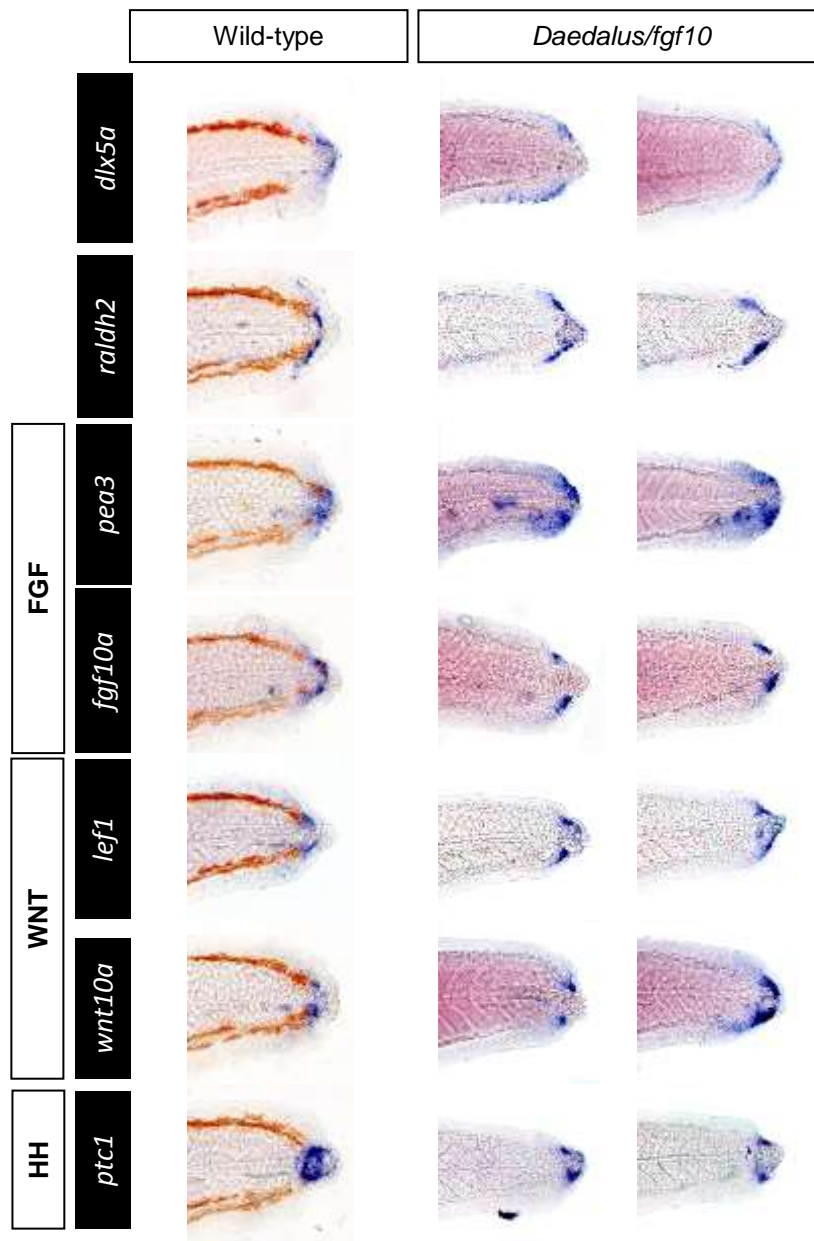 Wild-type
Daedalus/fgf10
dlx5a
raldh2
FGF
pea3
fgf10a
WNT
lef1
wnt10a
HH
ptc1